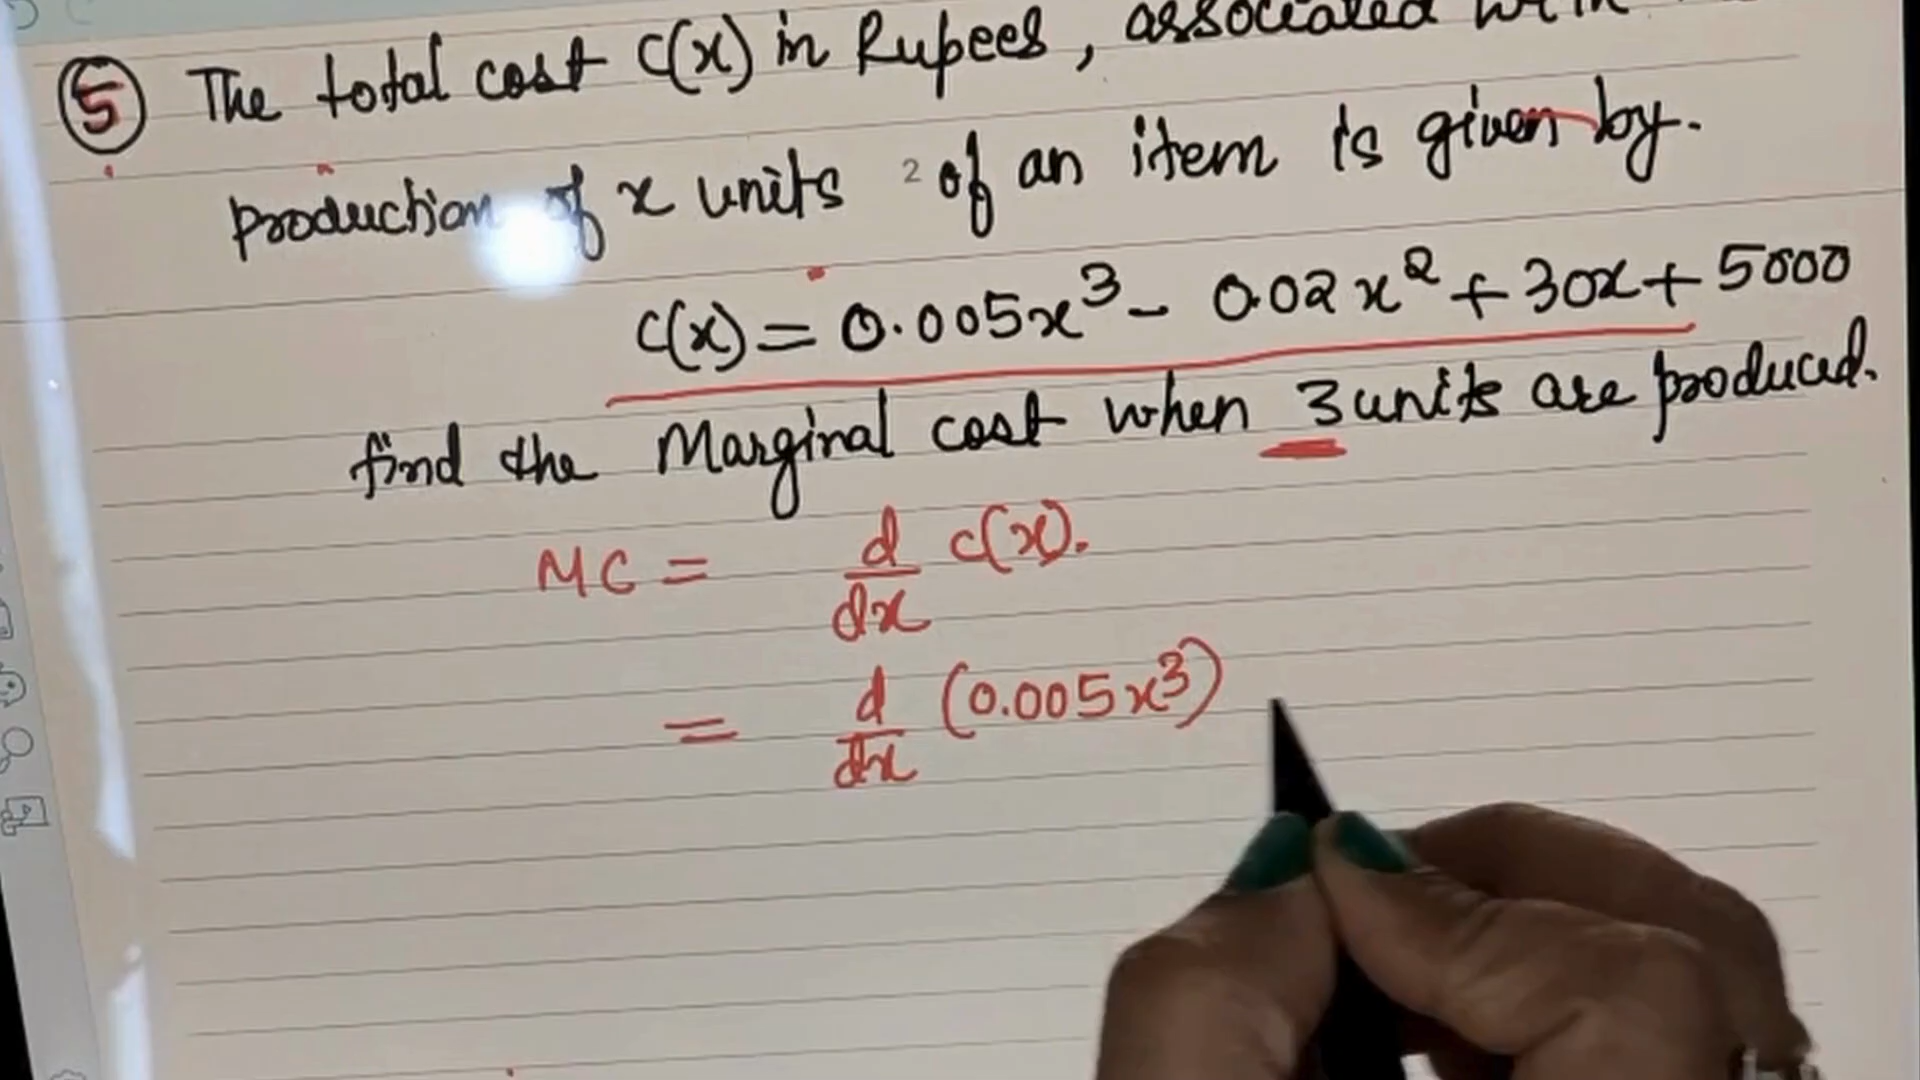 5 The total cost C(x) in Rupees, associated with
production of x units 2 of an item is given by.
C(x) = 0.005x³ - 0.02x² + 30x + 5000
find the Marginal cost when 3 units are produced.
MC = d/dx C(x).
= d/dx (0.005x³)